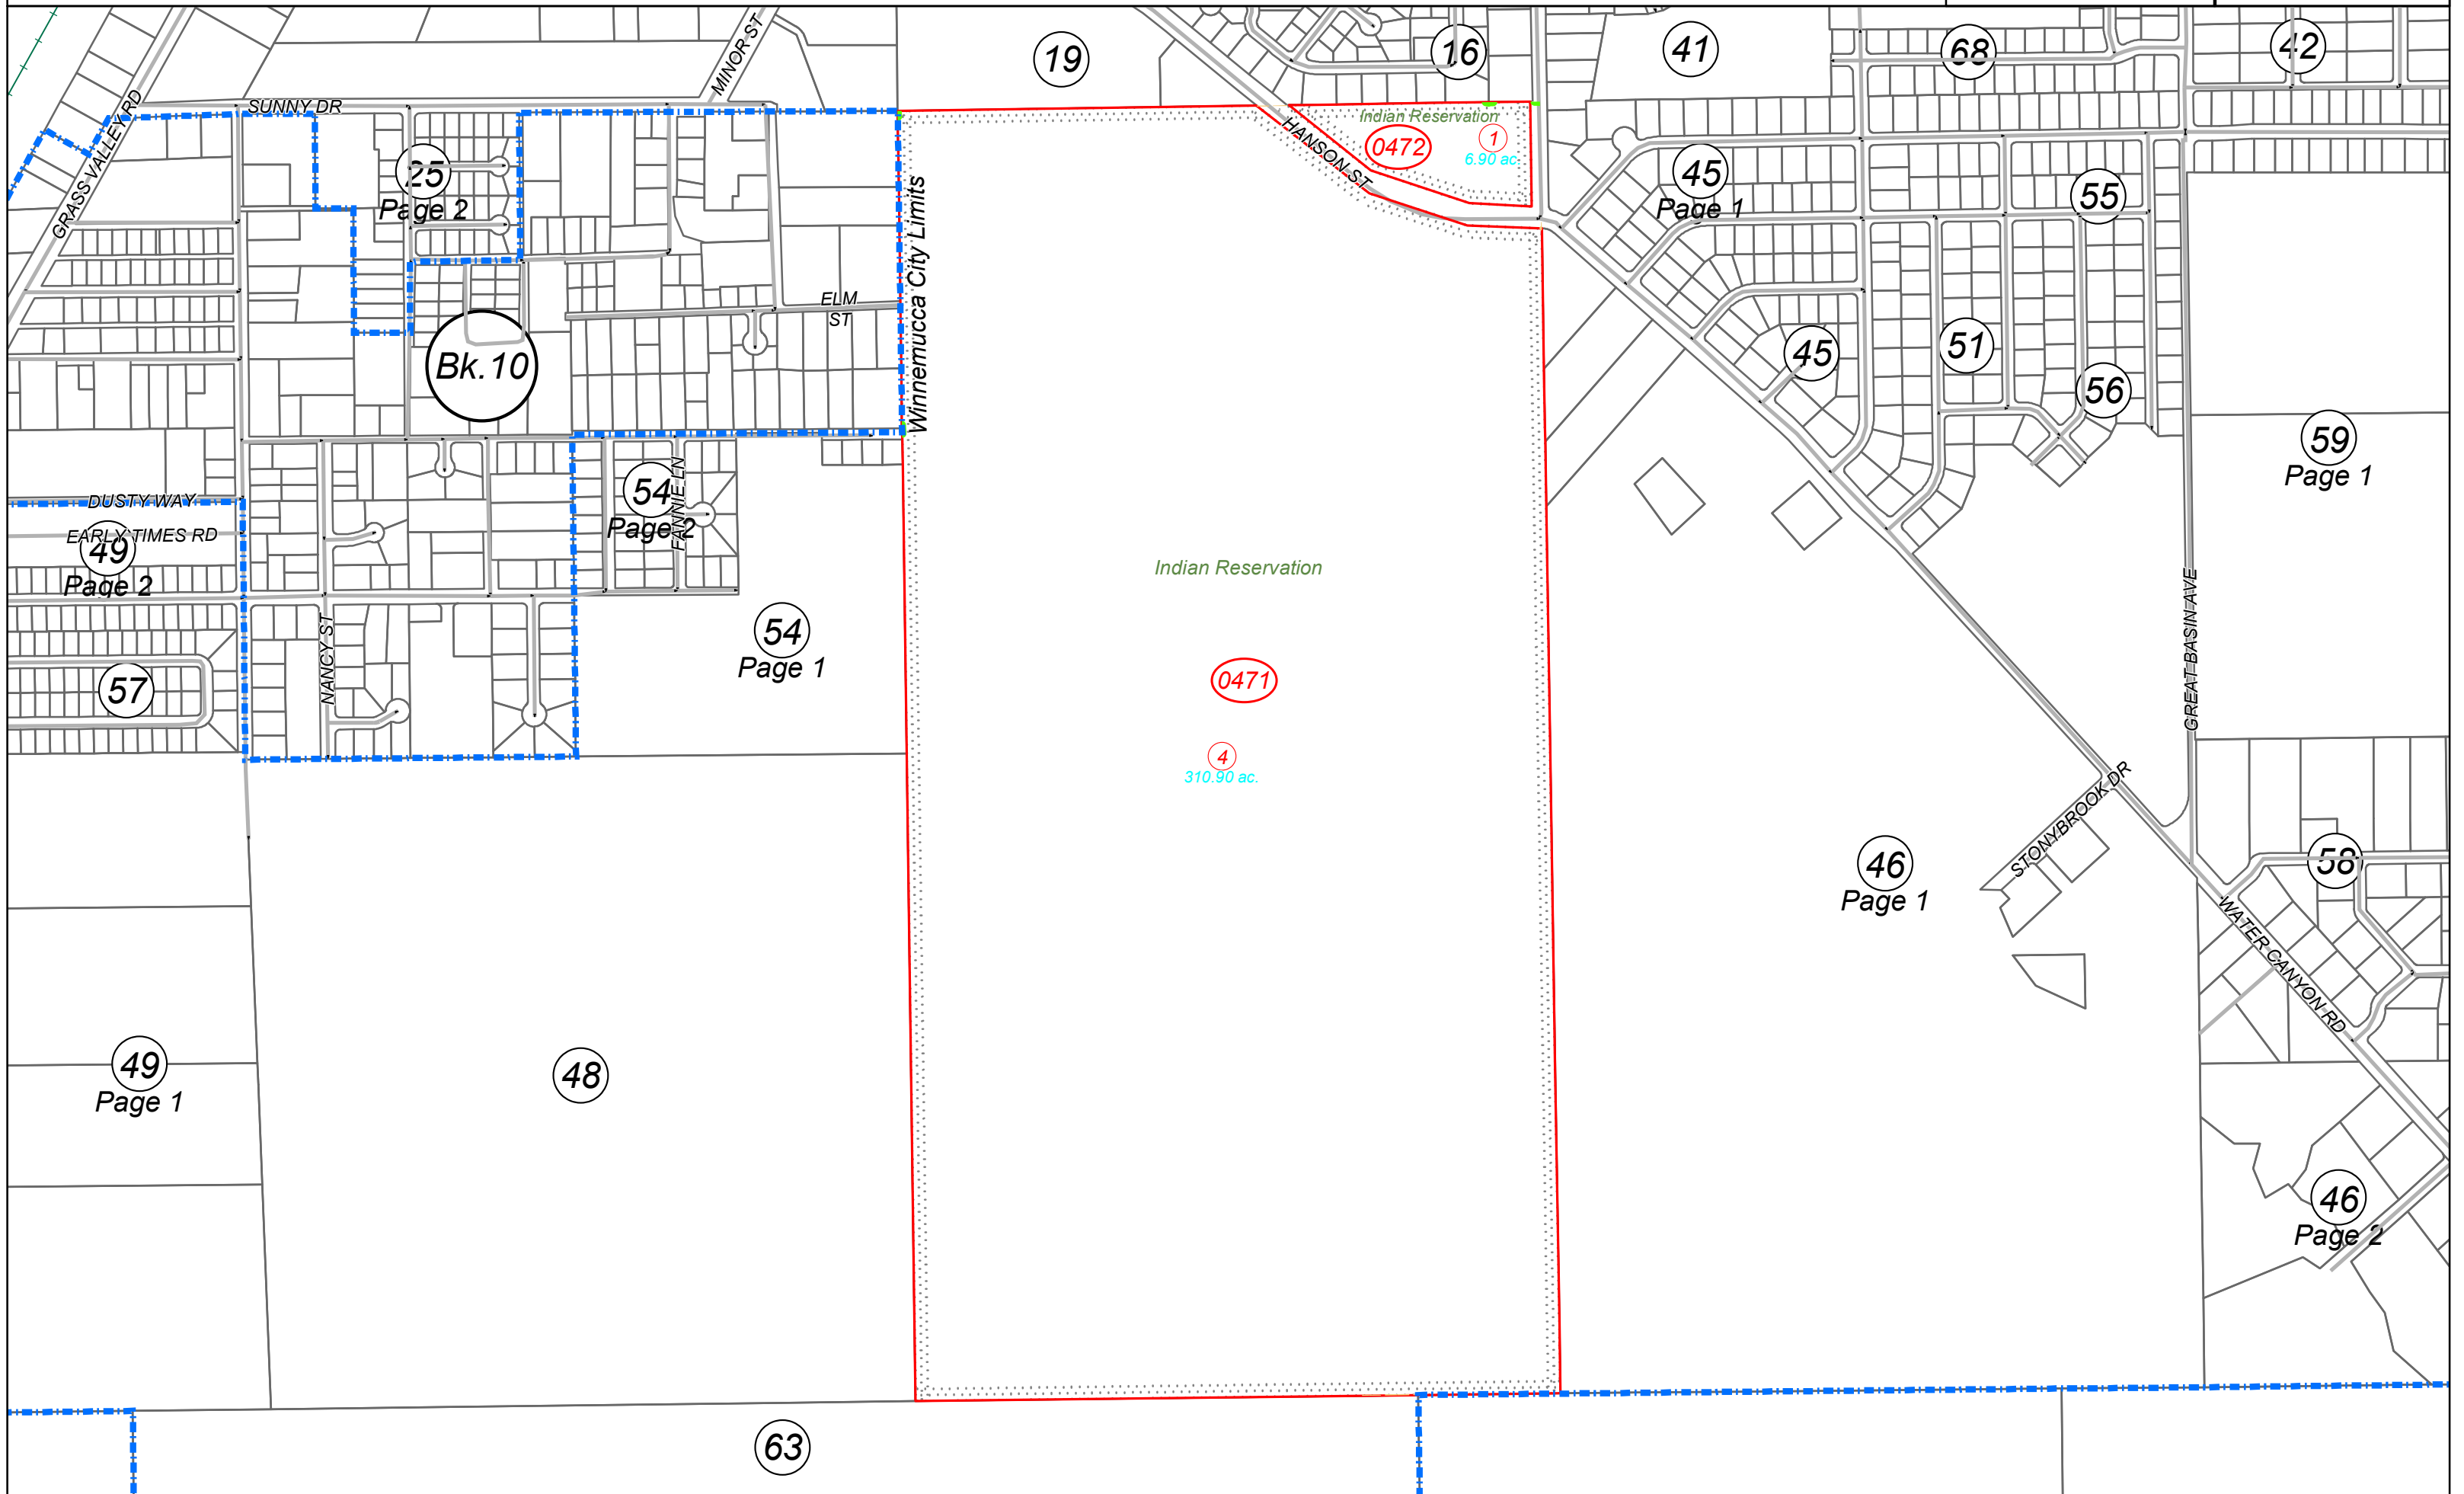 MINOR ST
19
16
41
68
42
SUNNY DR
GRASS VALLEY RD
25
Page 2
Winnemucca City Limits
HANSON ST
Indian Reservation
0472
1
6.90 ac.
45
Page 1
55
ELM
ST
Bk.10
45
51
56
59
Page 1
DUSTY WAY
EARLY TIMES RD
49
Page 2
54
Page 2
FANNIE LN
57
NANCY ST
54
Page 1
Indian Reservation
0471
4
310.90 ac.
GREAT BASIN AVE
STONYBROOK DR
46
Page 1
58
WATER CANYON RD
49
Page 1
48
46
Page 2
63